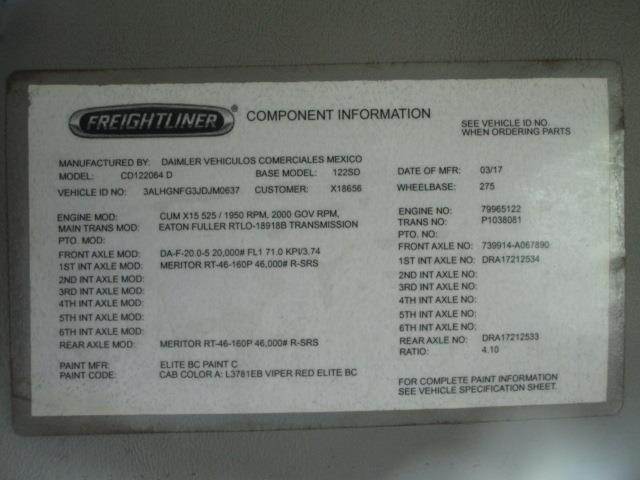 FREIGHTLINER® COMPONENT INFORMATION
SEE VEHICLE ID NO.
WHEN ORDERING PARTS
MANUFACTURED BY: DAIMLER VEHICULOS COMERCIALES MEXICO
MODEL: CD122064 D BASE MODEL: 122SD DATE OF MFR: 03/17
VEHICLE ID NO: 3ALHGNFG3JDJM0637 CUSTOMER: X18656 WHEELBASE: 275
ENGINE MOD: CUM X15 525 / 1950 RPM, 2000 GOV RPM, ENGINE NO: 79965122
MAIN TRANS MOD: EATON FULLER RTLO-18918B TRANSMISSION TRANS NO: P1038081
PTO. MOD: PTO. NO:
FRONT AXLE MOD: DA-F-20.0-5 20,000# FL1 71.0 KPI/3.74 FRONT AXLE NO: 739914-A067890
1ST INT AXLE MOD: MERITOR RT-46-160P 46,000# R-SRS 1ST INT AXLE NO: DRA17212534
2ND INT AXLE MOD: 2ND INT AXLE NO:
3RD INT AXLE MOD: 3RD INT AXLE NO:
4TH INT AXLE MOD: 4TH INT AXLE NO:
5TH INT AXLE MOD: 5TH INT AXLE NO:
6TH INT AXLE MOD: 6TH INT AXLE NO:
REAR AXLE MOD: MERITOR RT-46-160P 46,000# R-SRS REAR AXLE NO: DRA17212533
RATIO: 4.10
PAINT MFR: ELITE BC PAINT C
PAINT CODE: CAB COLOR A: L3781EB VIPER RED ELITE BC
FOR COMPLETE PAINT INFORMATION
SEE VEHICLE SPECIFICATION SHEET.